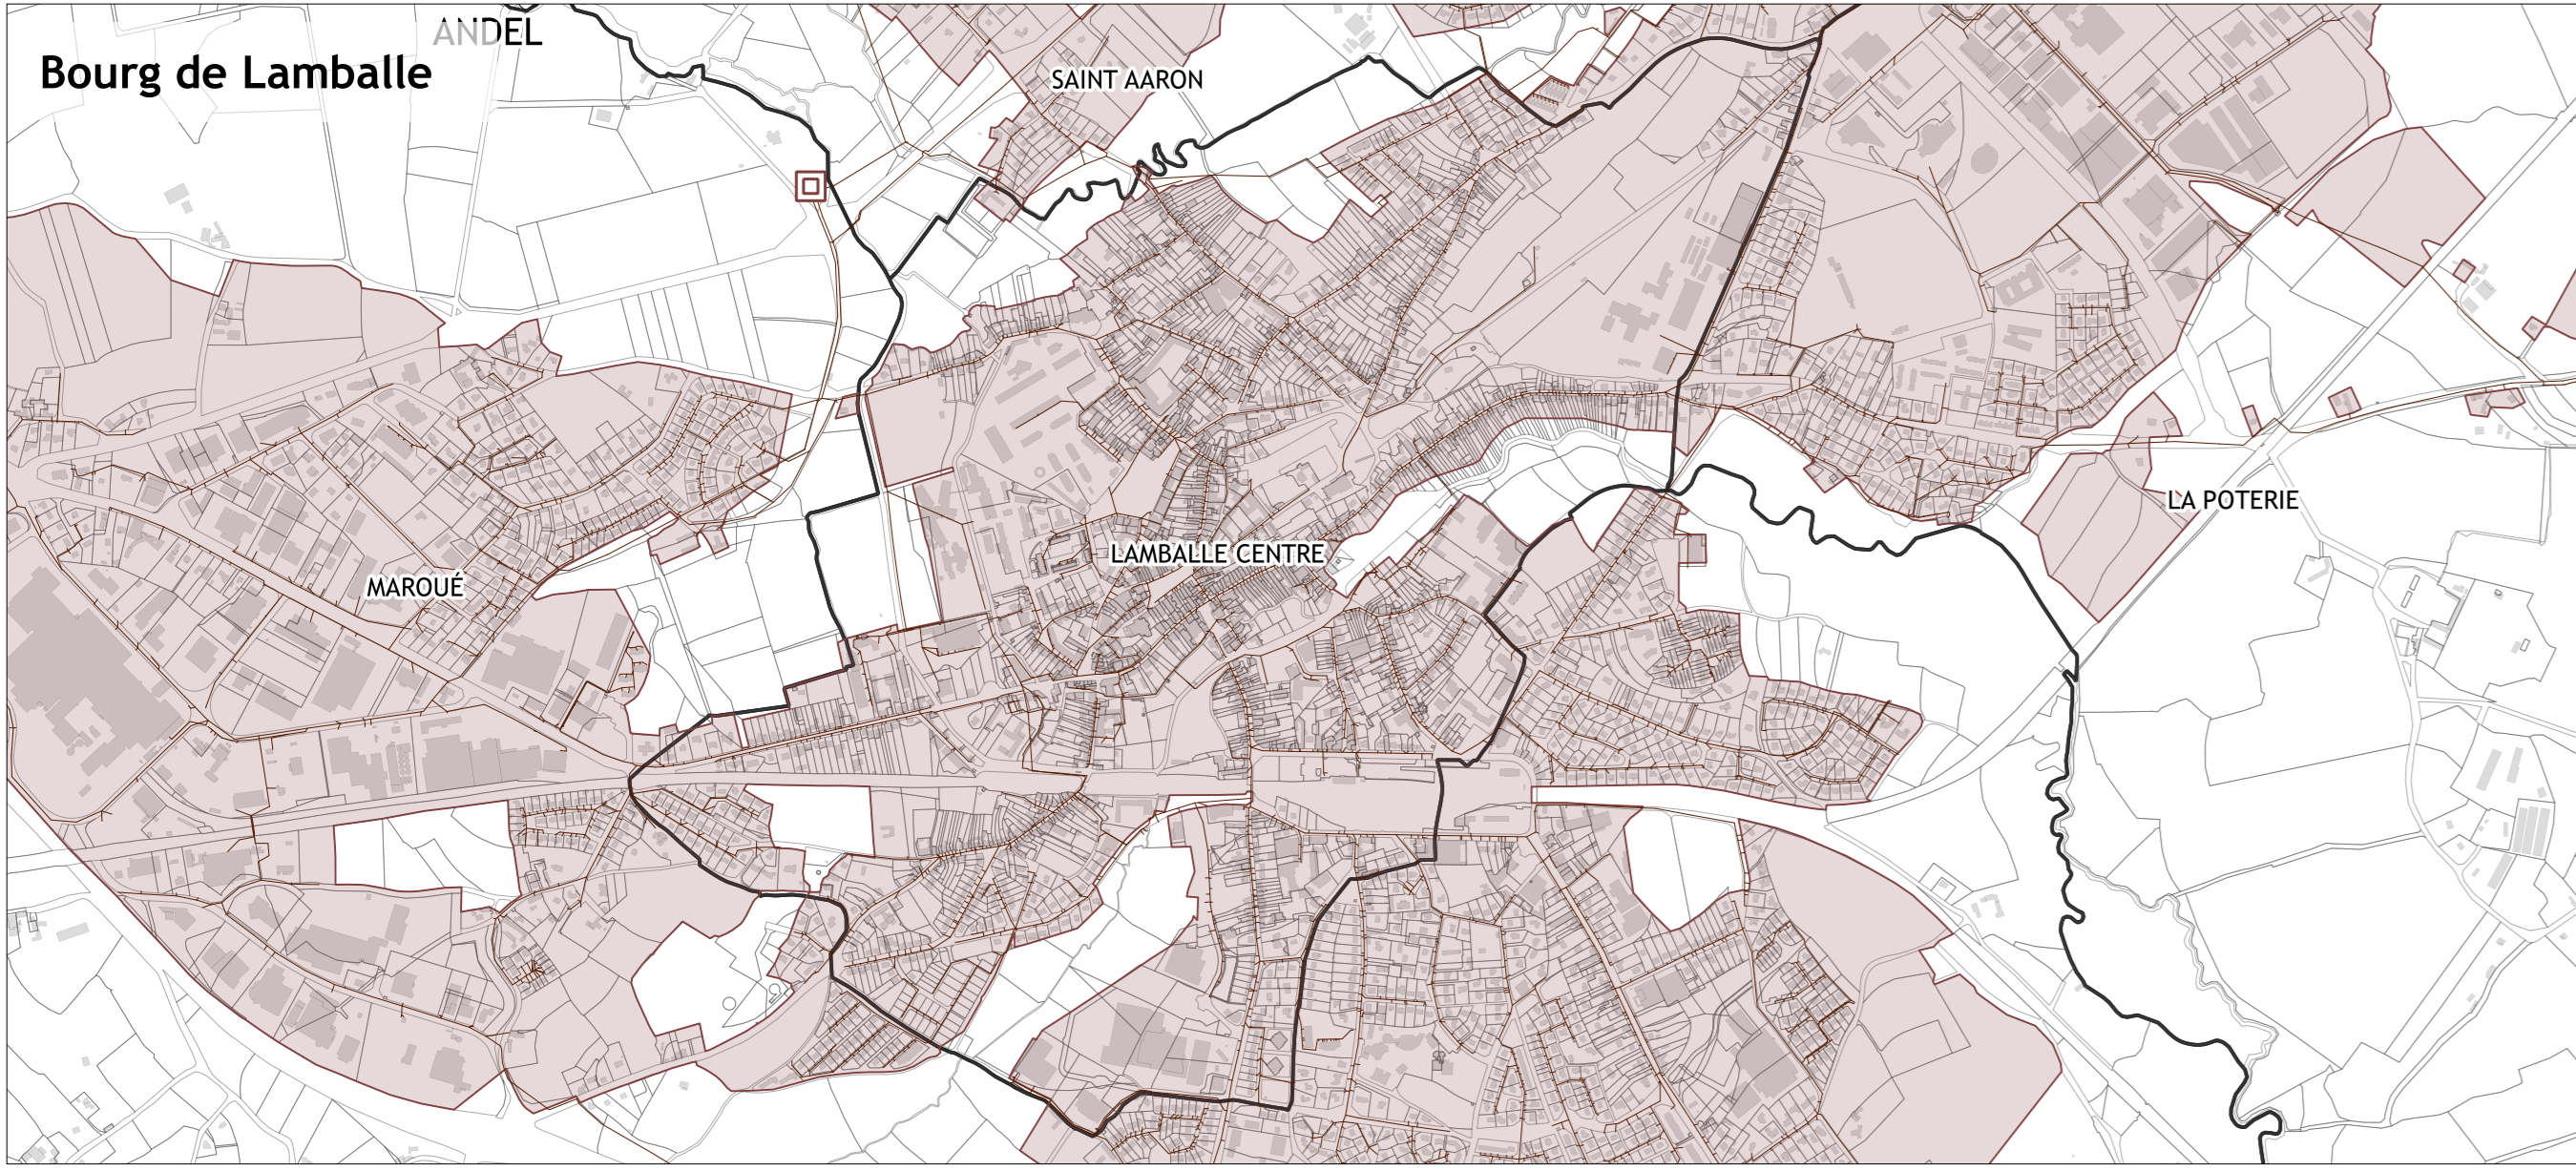 ANDEL
Bourg de Lamballe
SAINT AARON
LA POTERIE
LAMBALLE CENTRE
MAROUÉ